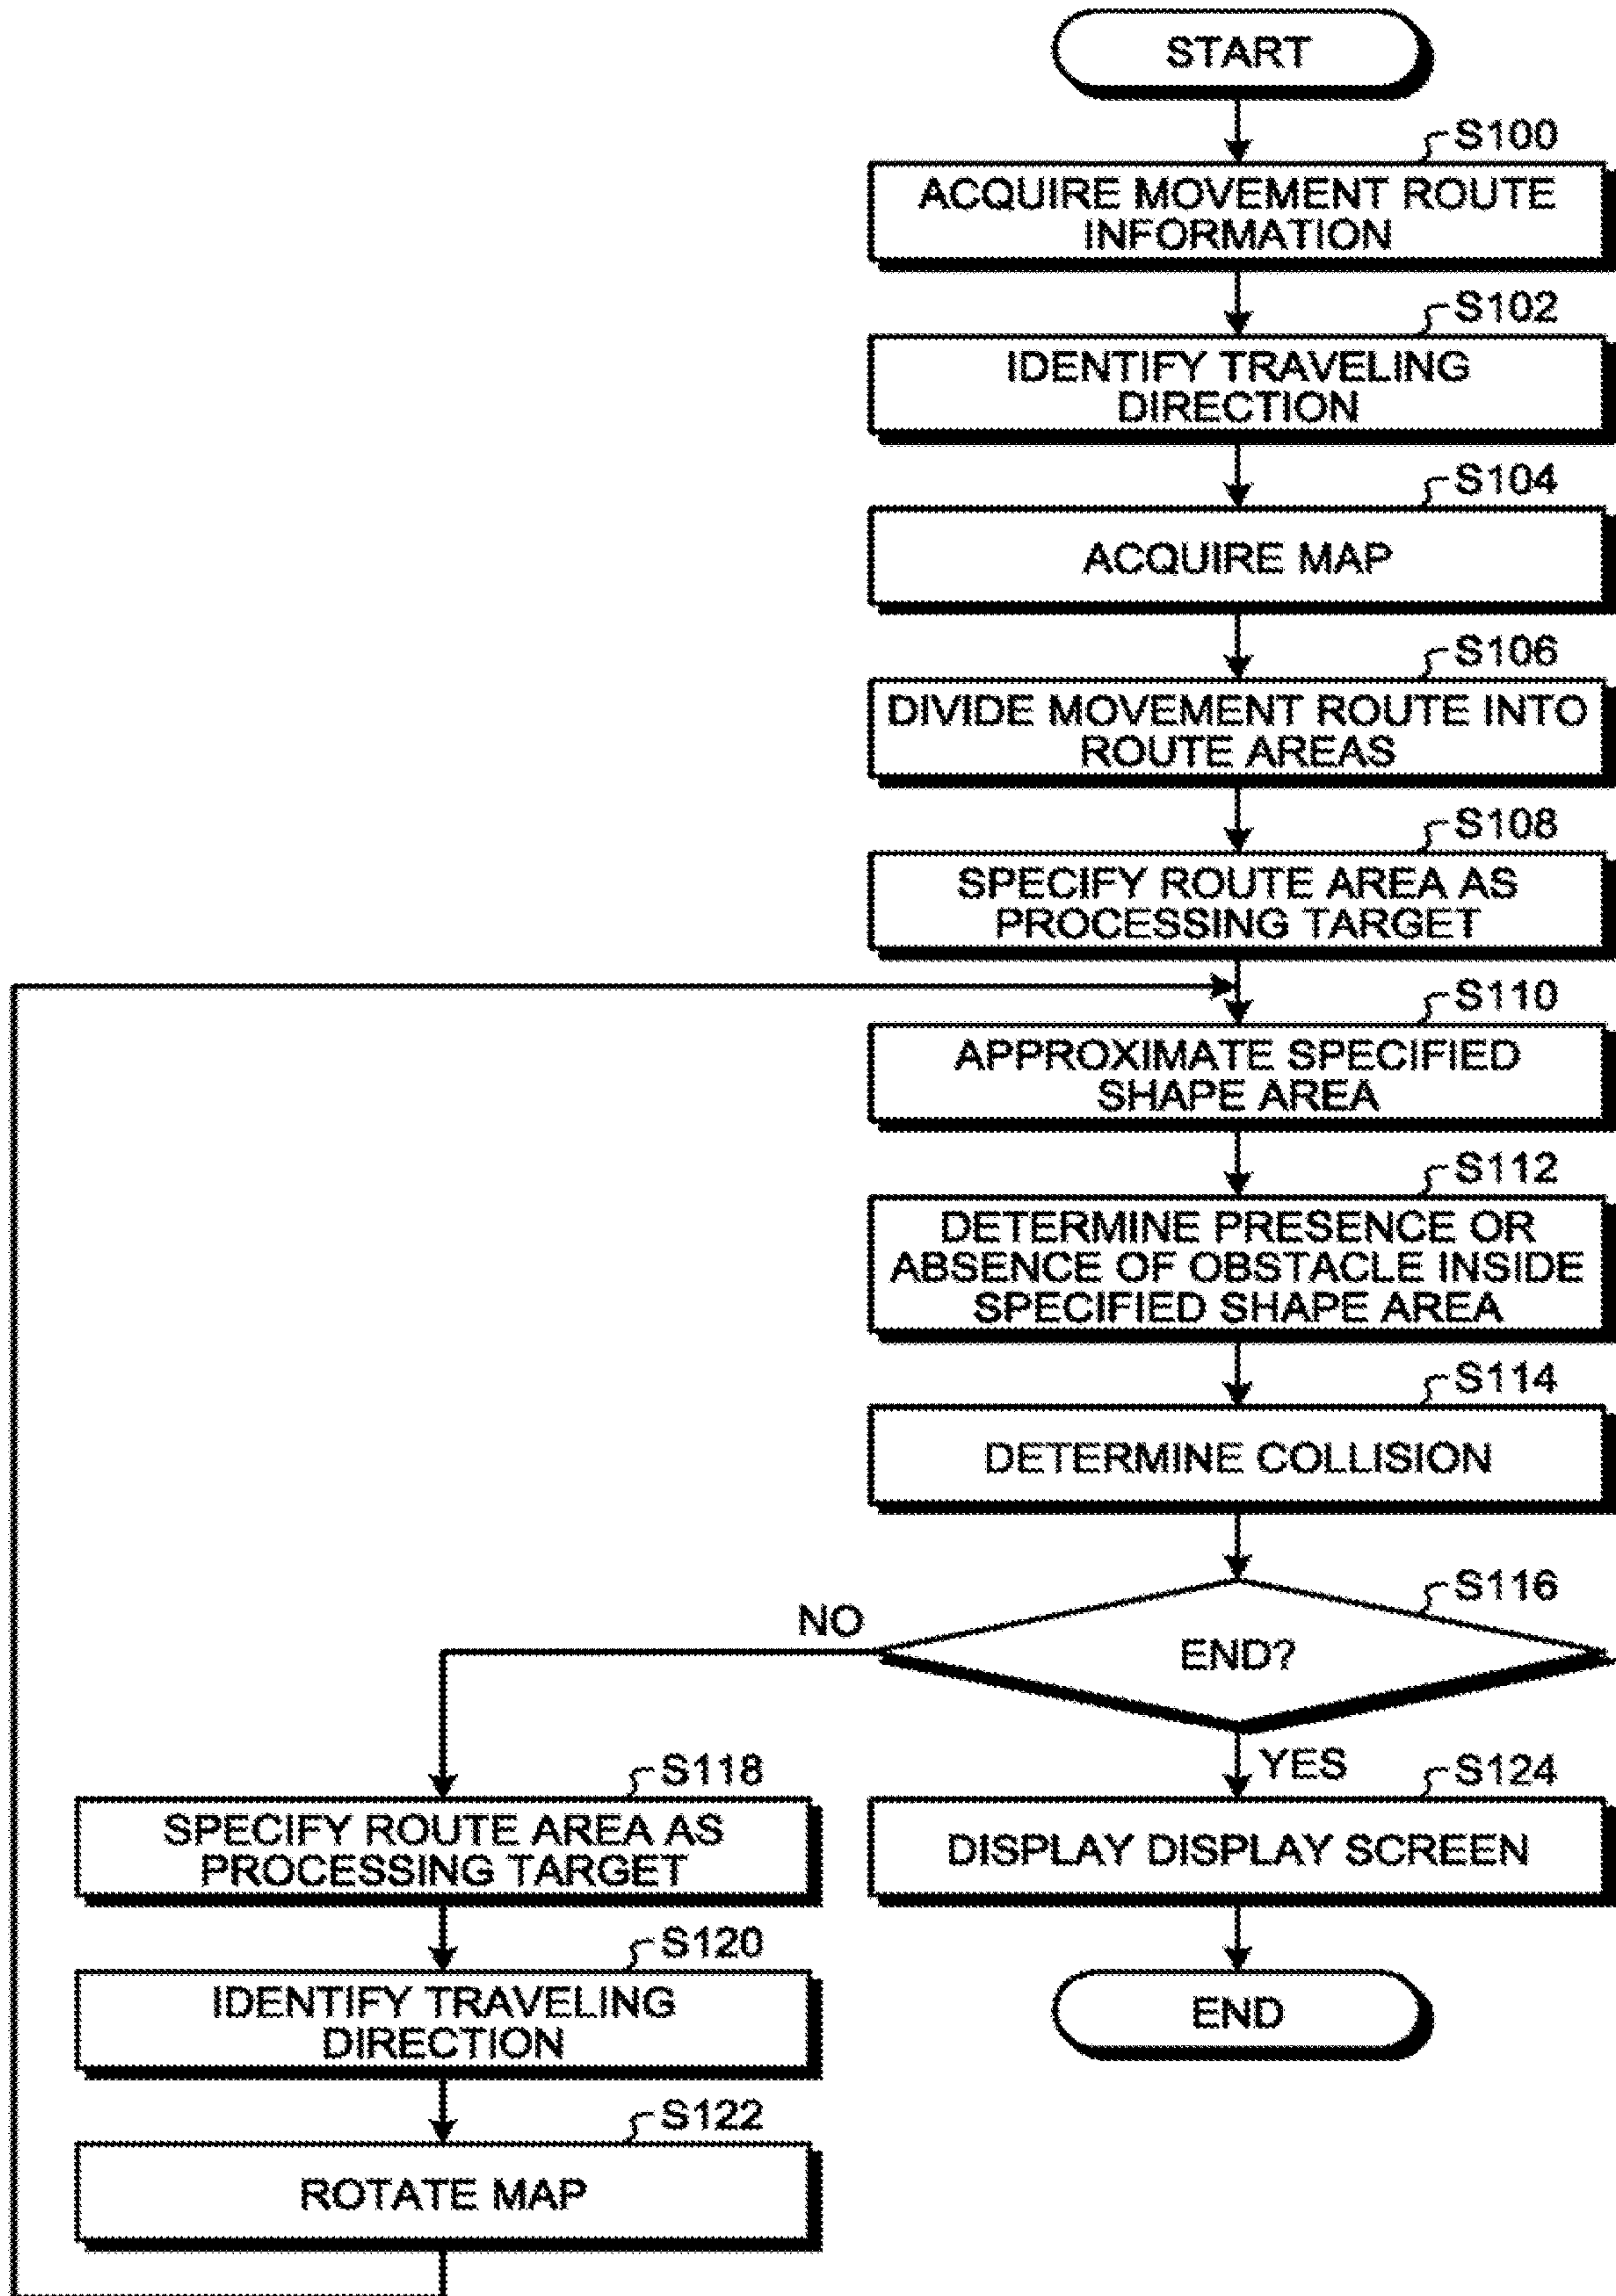 START
S100
ACQUIRE MOVEMENT ROUTE
INFORMATION
S102
IDENTIFY TRAVELING
DIRECTION
S104
ACQUIRE MAP
S106
DIVIDE MOVEMENT ROUTE INTO
ROUTE AREAS
S108
SPECIFY ROUTE AREA AS
PROCESSING TARGET
S110
APPROXIMATE SPECIFIED
SHAPE AREA
S112
DETERMINE PRESENCE OR
ABSENCE OF OBSTACLE INSIDE
SPECIFIED SHAPE AREA
S114
DETERMINE COLLISION
S116
END?
NO
YES
S118
SPECIFY ROUTE AREA AS
PROCESSING TARGET
S120
IDENTIFY TRAVELING
DIRECTION
S122
ROTATE MAP
S124
DISPLAY DISPLAY SCREEN
END